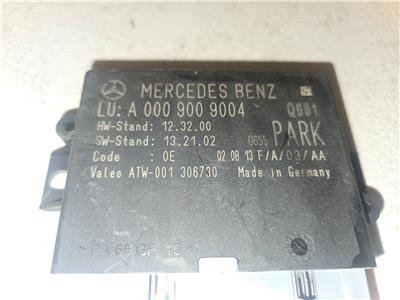 MERCEDES BENZ
LU: A 000 900 9004 Q601
HW-Stand: 12.32.00
SW-Stand: 13.21.02 0655 PARK
Code : 0E 02 08 13 F/A/03/AA
Valeo ATW-001 306730 Made in Germany